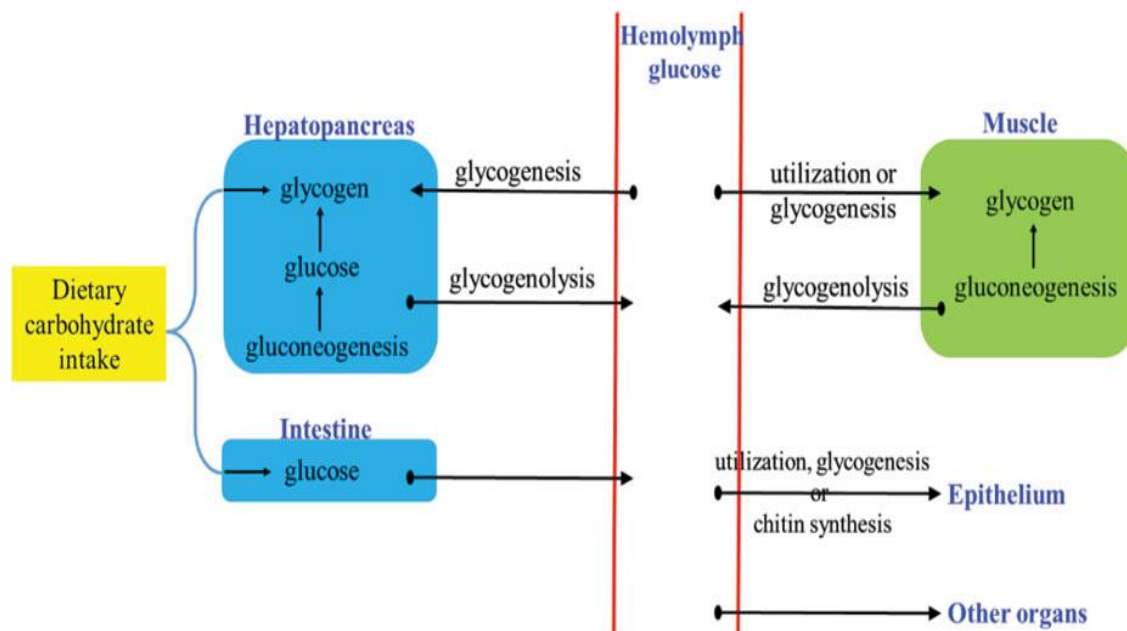 Hemolymph
glucose
Hepatopancreas
Muscle
glycogen
glycogenesis
utilization or
glycogenesis
glycogen
glucose
glycogenolysis
glycogenolysis
gluconeogenesis
Dietary
carbohydrate
intake
gluconeogenesis
Intestine
glucose
utilization, glycogenesis
or
chitin synthesis
Epithelium
Other organs